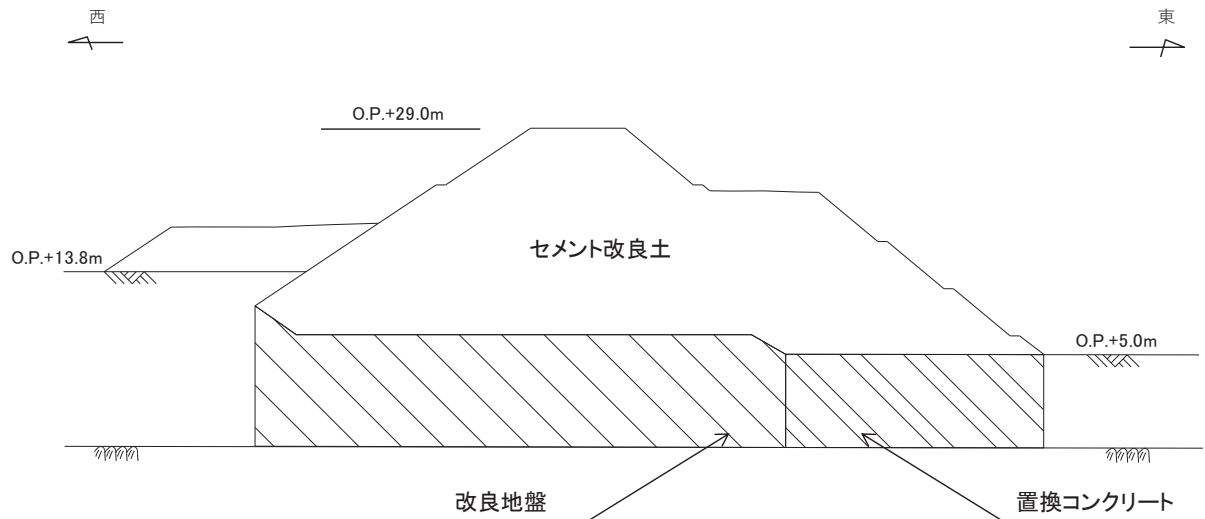 西
東
O.P.+29.0m
セメント改良土
O.P.+13.8m
O.P.+5.0m
改良地盤
置換コンクリート